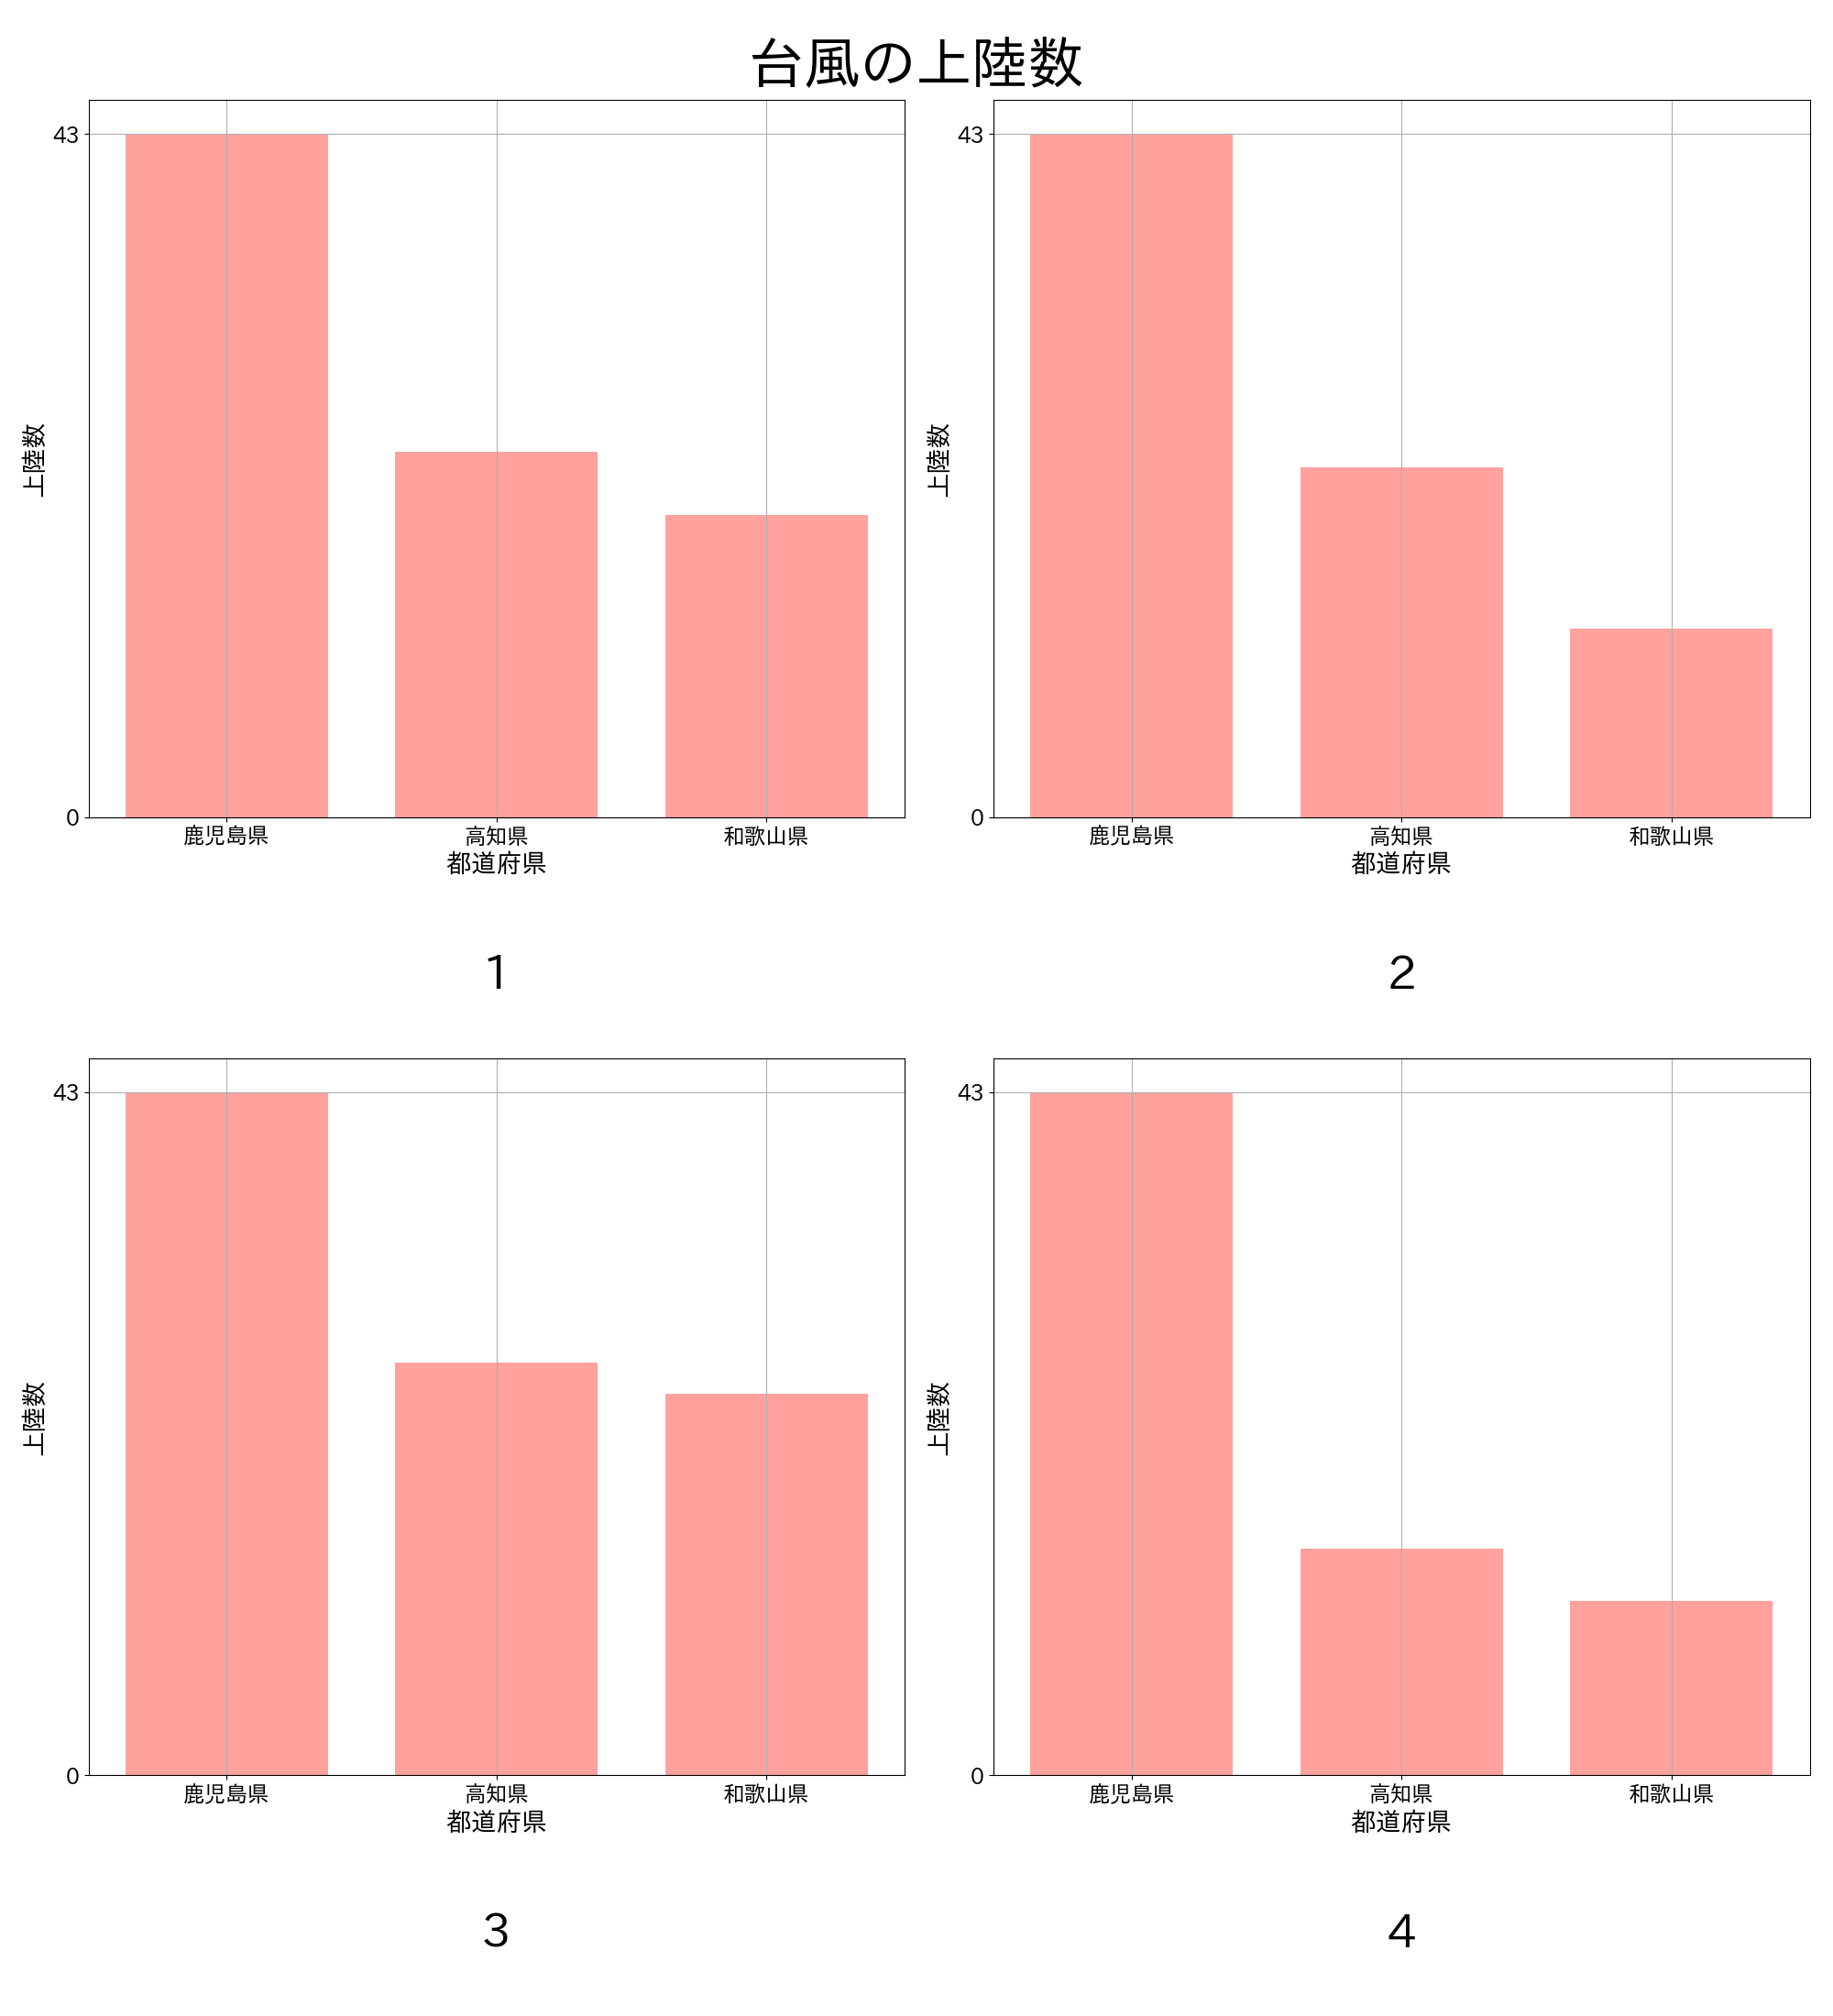 台風の上陸数
43
0
上陸数
鹿児島県 高知県 和歌山県
都道府県
1
43
0
上陸数
鹿児島県 高知県 和歌山県
都道府県
2
43
0
上陸数
鹿児島県 高知県 和歌山県
都道府県
3
43
0
上陸数
鹿児島県 高知県 和歌山県
都道府県
4